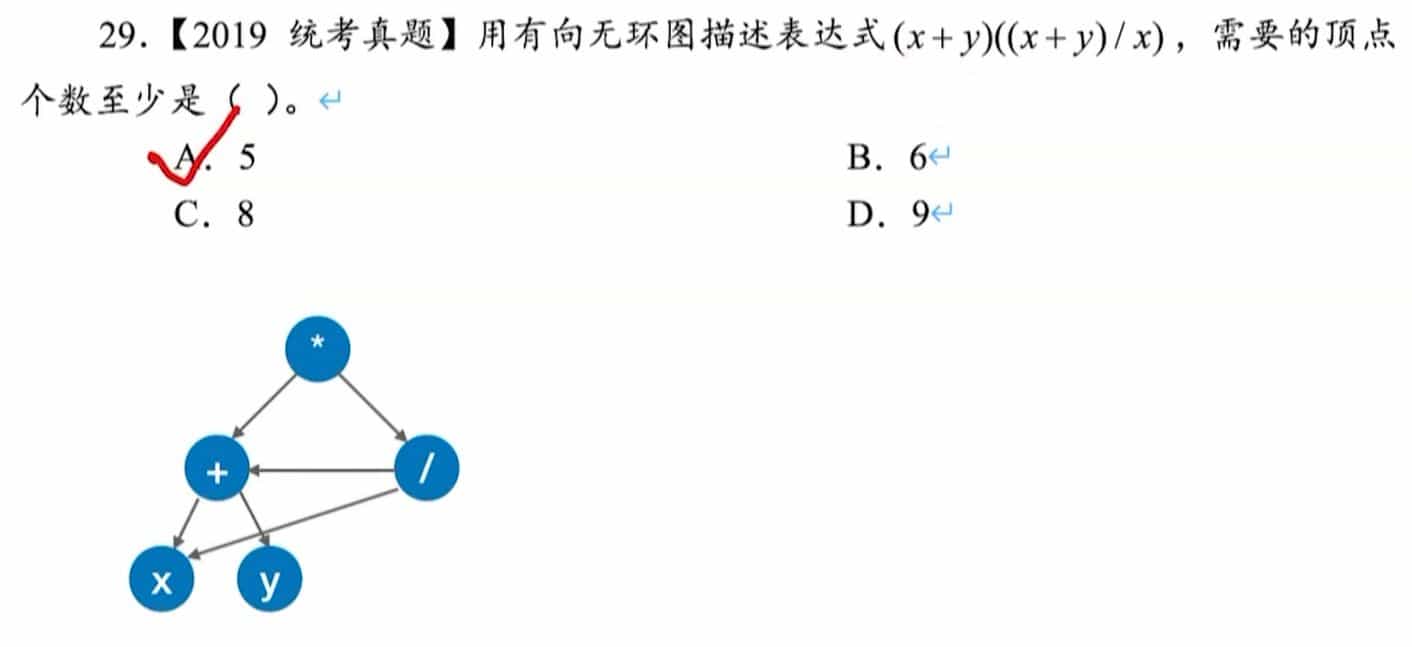 29.【2019 统考真题】用有向无环图描述表达式(x+y)((x+y)/x)，需要的顶点
个数至少是（ ）。↵
A．5 B．6↵
C．8 D．9↵
*
+ /
x y